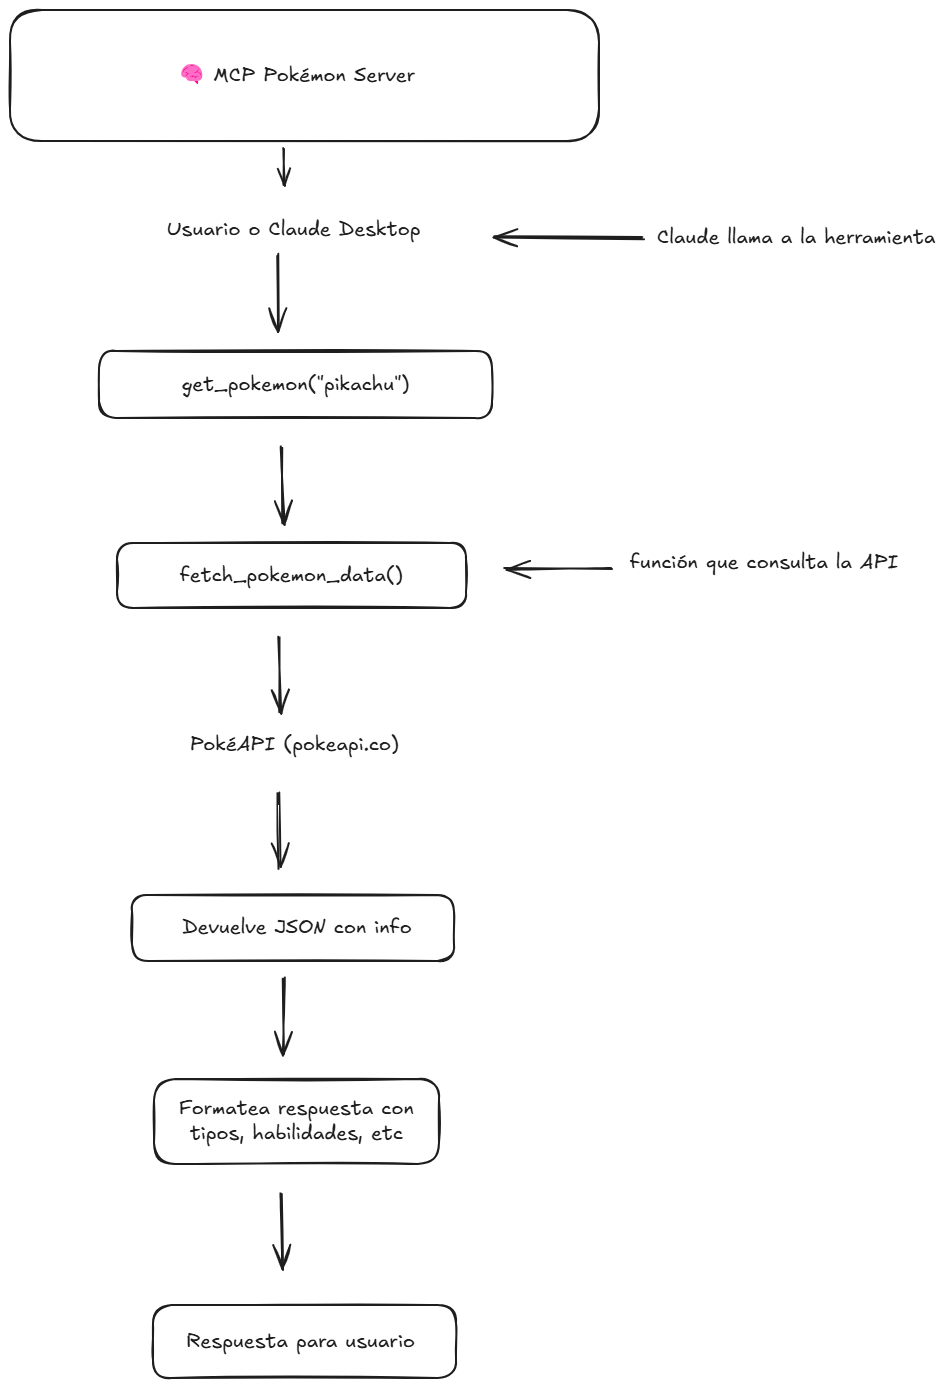 🧠 MCP Pokémon Server
Usuario o Claude Desktop
Claude llama a la herramienta
get_pokemon("pikachu")
fetch_pokemon_data()
función que consulta la API
PokéAPI (pokeapi.co)
Devuelve JSON con info
Formatea respuesta con
tipos, habilidades, etc
Respuesta para usuario